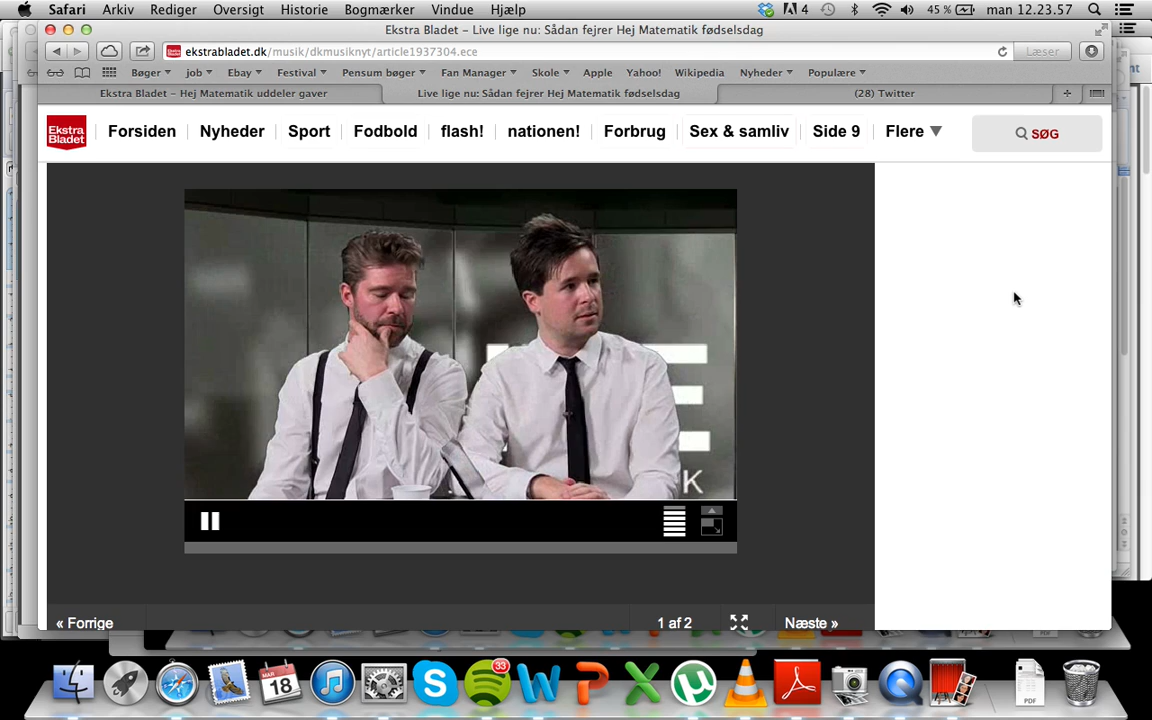 Safari Arkiv Rediger Oversigt Historie Bogmærker Vindue Hjælp 4 45 % man 12.23.57
Ekstra Bladet – Live lige nu: Sådan fejrer Hej Matematik fødselsdag
ekstrabladet.dk/musik/dkmusiknyt/article1937304.ece Læser
Bøger job Ebay Festival Pensum bøger Fan Manager Skole Apple Yahoo! Wikipedia Nyheder Populære
Ekstra Bladet – Hej Matematik uddeler gaver Live lige nu: Sådan fejrer Hej Matematik fødselsdag (28) Twitter
Ekstra Bladet Forsiden Nyheder Sport Fodbold flash! nationen! Forbrug Sex & samliv Side 9 Flere SØG
E
K
« Forrige 1 af 2 Næste »
MAR 18 33 PDF